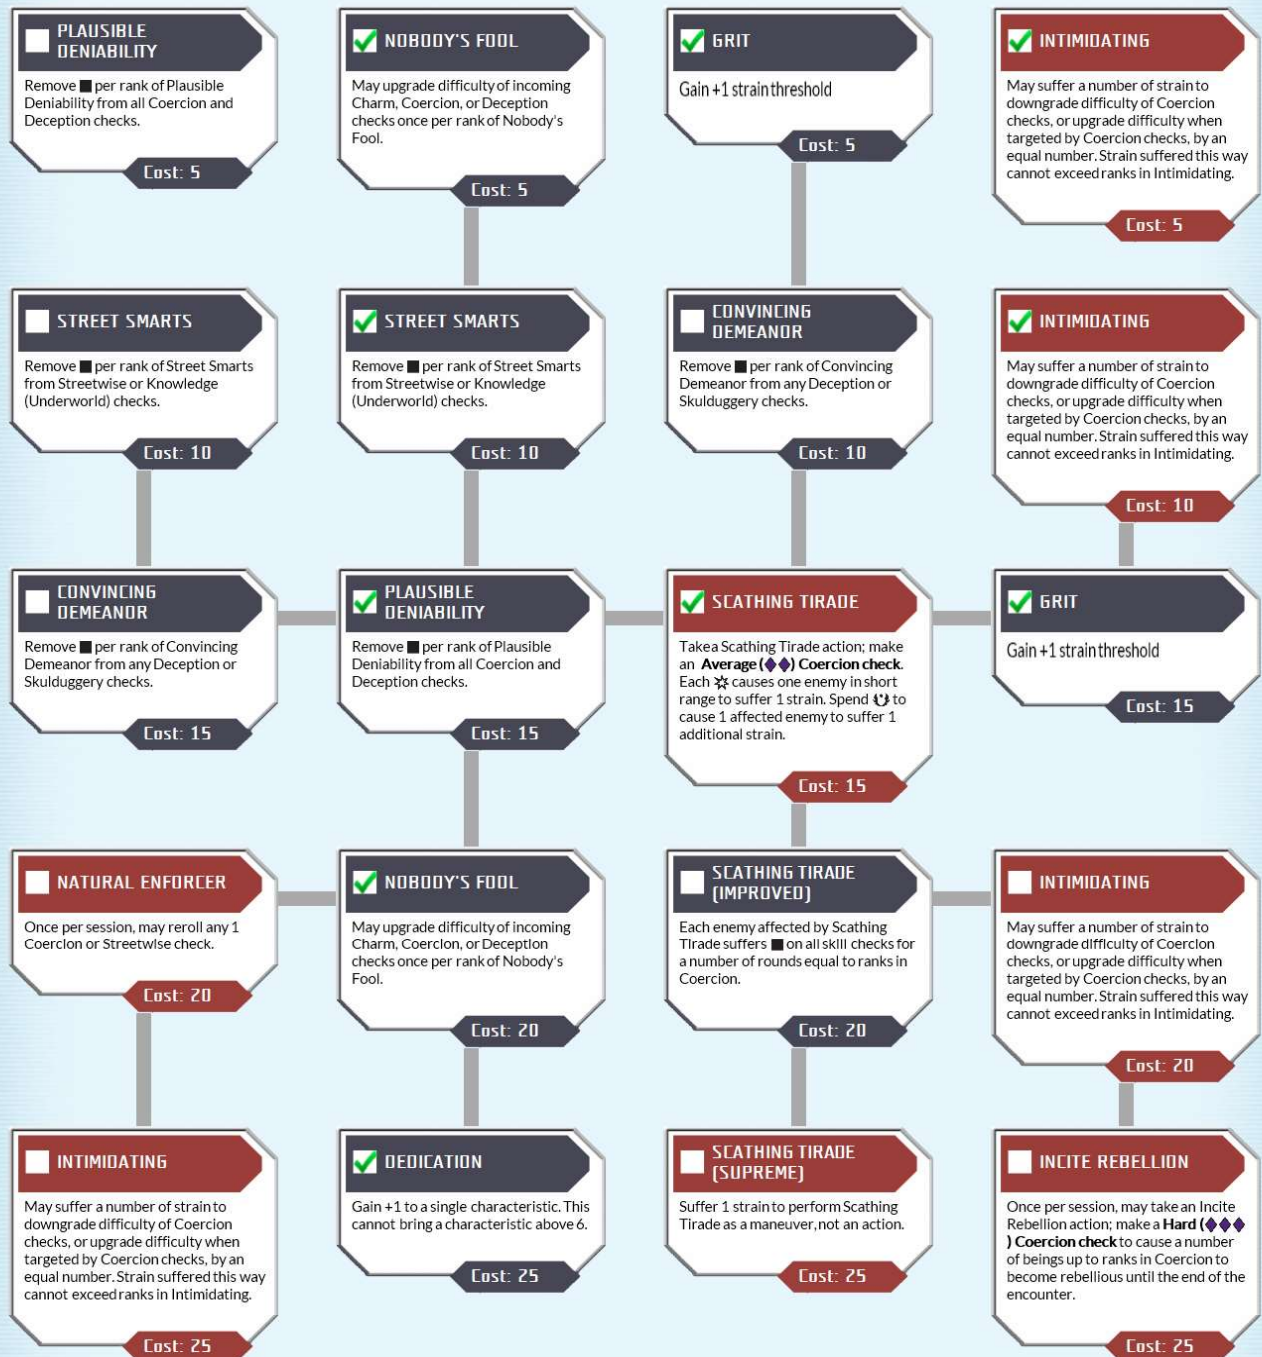 PLAUSIBLE
DENIABILITY
Remove ■ per rank of Plausible
Deniability from all Coercion and
Deception checks.
Cost: 5
NOBODY'S FOOL
May upgrade difficulty of incoming
Charm, Coercion, or Deception
checks once per rank of Nobody's
Fool.
Cost: 5
GRIT
Gain +1 strain threshold
Cost: 5
INTIMIDATING
May suffer a number of strain to
downgrade difficulty of Coercion
checks, or upgrade difficulty when
targeted by Coercion checks, by an
equal number. Strain suffered this way
cannot exceed ranks in Intimidating.
Cost: 5
STREET SMARTS
Remove ■ per rank of Street Smarts
from Streetwise or Knowledge
(Underworld) checks.
Cost: 10
STREET SMARTS
Remove ■ per rank of Street Smarts
from Streetwise or Knowledge
(Underworld) checks.
Cost: 10
CONVINCING
DEMEANOR
Remove ■ per rank of Convincing
Demeanor from any Deception or
Skulduggery checks.
Cost: 10
INTIMIDATING
May suffer a number of strain to
downgrade difficulty of Coercion
checks, or upgrade difficulty when
targeted by Coercion checks, by an
equal number. Strain suffered this way
cannot exceed ranks in Intimidating.
Cost: 10
CONVINCING
DEMEANOR
Remove ■ per rank of Convincing
Demeanor from any Deception or
Skulduggery checks.
Cost: 15
PLAUSIBLE
DENIABILITY
Remove ■ per rank of Plausible
Deniability from all Coercion and
Deception checks.
Cost: 15
SCATHING TIRADE
Takea Scathing Tirade action; make
an Average (◆◆) Coercion check.
Each causes one enemy in short
range to suffer 1 strain. Spend to
cause 1 affected enemy to suffer 1
additional strain.
Cost: 15
GRIT
Gain +1 strain threshold
Cost: 15
NATURAL ENFORCER
Once per session, may reroll any 1
Coercion or Streetwise check.
Cost: 20
NOBODY'S FOOL
May upgrade difficulty of incoming
Charm, Coercion, or Deception
checks once per rank of Nobody's
Fool.
Cost: 20
SCATHING TIRADE
(IMPROVED)
Each enemy affected by Scathing
Tirade suffers ■ on all skill checks for
a number of rounds equal to ranks in
Coercion.
Cost: 20
INTIMIDATING
May suffer a number of strain to
downgrade difficulty of Coercion
checks, or upgrade difficulty when
targeted by Coercion checks, by an
equal number. Strain suffered this way
cannot exceed ranks in Intimidating.
Cost: 20
INTIMIDATING
May suffer a number of strain to
downgrade difficulty of Coercion
checks, or upgrade difficulty when
targeted by Coercion checks, by an
equal number. Strain suffered this way
cannot exceed ranks in Intimidating.
Cost: 25
DEDICATION
Gain +1 to a single characteristic. This
cannot bring a characteristic above 6.
Cost: 25
SCATHING TIRADE
(SUPREME)
Suffer 1 strain to perform Scathing
Tirade as a maneuver, not an action.
Cost: 25
INCITE REBELLION
Once per session, may take an Incite
Rebellion action; make a Hard (◆◆◆
) Coercion check to cause a number
of beings up to ranks in Coercion to
become rebellious until the end of the
encounter.
Cost: 25